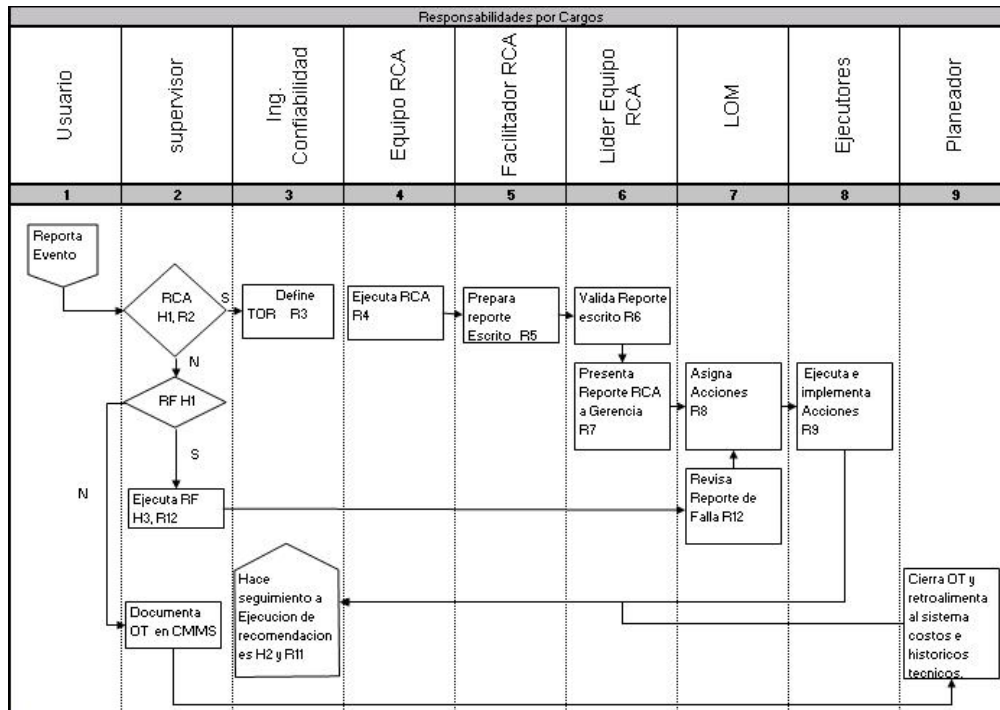 Responsabilidades por Cargos
Usuario
supervisor
Ing.
Confiabilidad
Equipo RCA
Facilitador RCA
Lider Equipo
RCA
LOM
Ejecutores
Planeador
1
2
3
4
5
6
7
8
9
Reporta
Evento
RCA
H1, R2
S
Define
TOR R3
Ejecuta RCA
R4
Prepara
reporte
Escrito R5
Valida Reporte
escrito R6
N
RF H1
Presenta
Reporte RCA
a Gerencia
R7
Asigna
Acciones
R8
Ejecuta e
implementa
Acciones
R9
S
N
Ejecuta RF
H3, R12
Revisa
Reporte de
Falla R12
Documenta
OT en CMMS
Hace
seguimiento a
Ejecucion de
recomendacion
es H2 y R11
Cierra OT y
retroalimenta
al sistema
costos e
historicos
tecnicos.